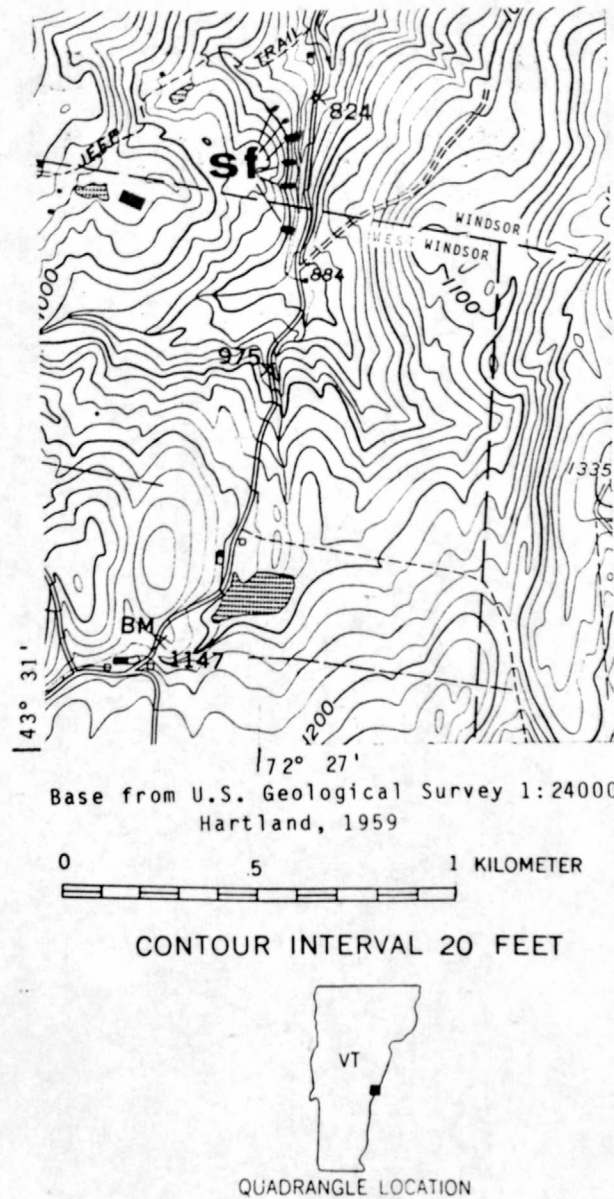 TRAIL
824
JEEP
sf
WINDSOR
WEST WINDSOR
884
1000
1100
975
1335
BM
1147
43° 31'
1200
72° 27'
Base from U.S. Geological Survey 1:24000
Hartland, 1959
0 .5 1 KILOMETER
CONTOUR INTERVAL 20 FEET
VT
QUADRANGLE LOCATION